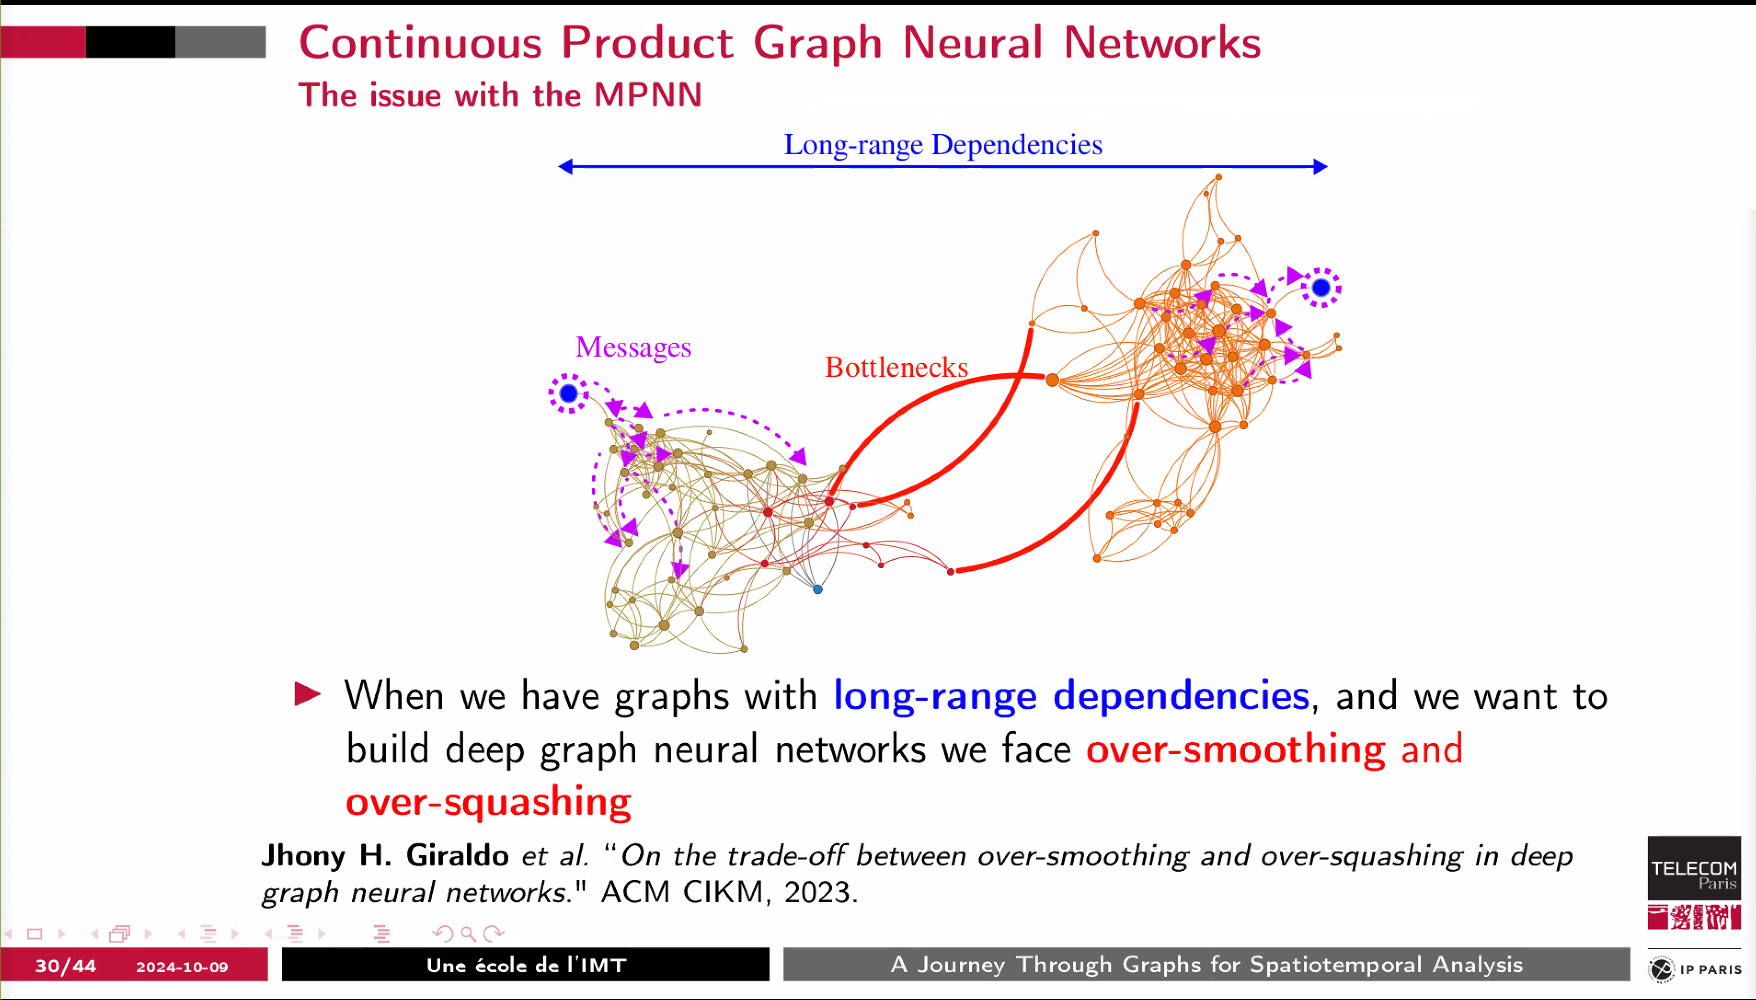 Continuous Product Graph Neural Networks
The issue with the MPNN
Long-range Dependencies
Messages
Bottlenecks
When we have graphs with long-range dependencies, and we want to
build deep graph neural networks we face over-smoothing and
over-squashing
Jhony H. Giraldo et al. “On the trade-off between over-smoothing and over-squashing in deep
graph neural networks." ACM CIKM, 2023.
TELECOM
Paris
30/44 2024-10-09 Une école de l'IMT A Journey Through Graphs for Spatiotemporal Analysis
IP PARIS